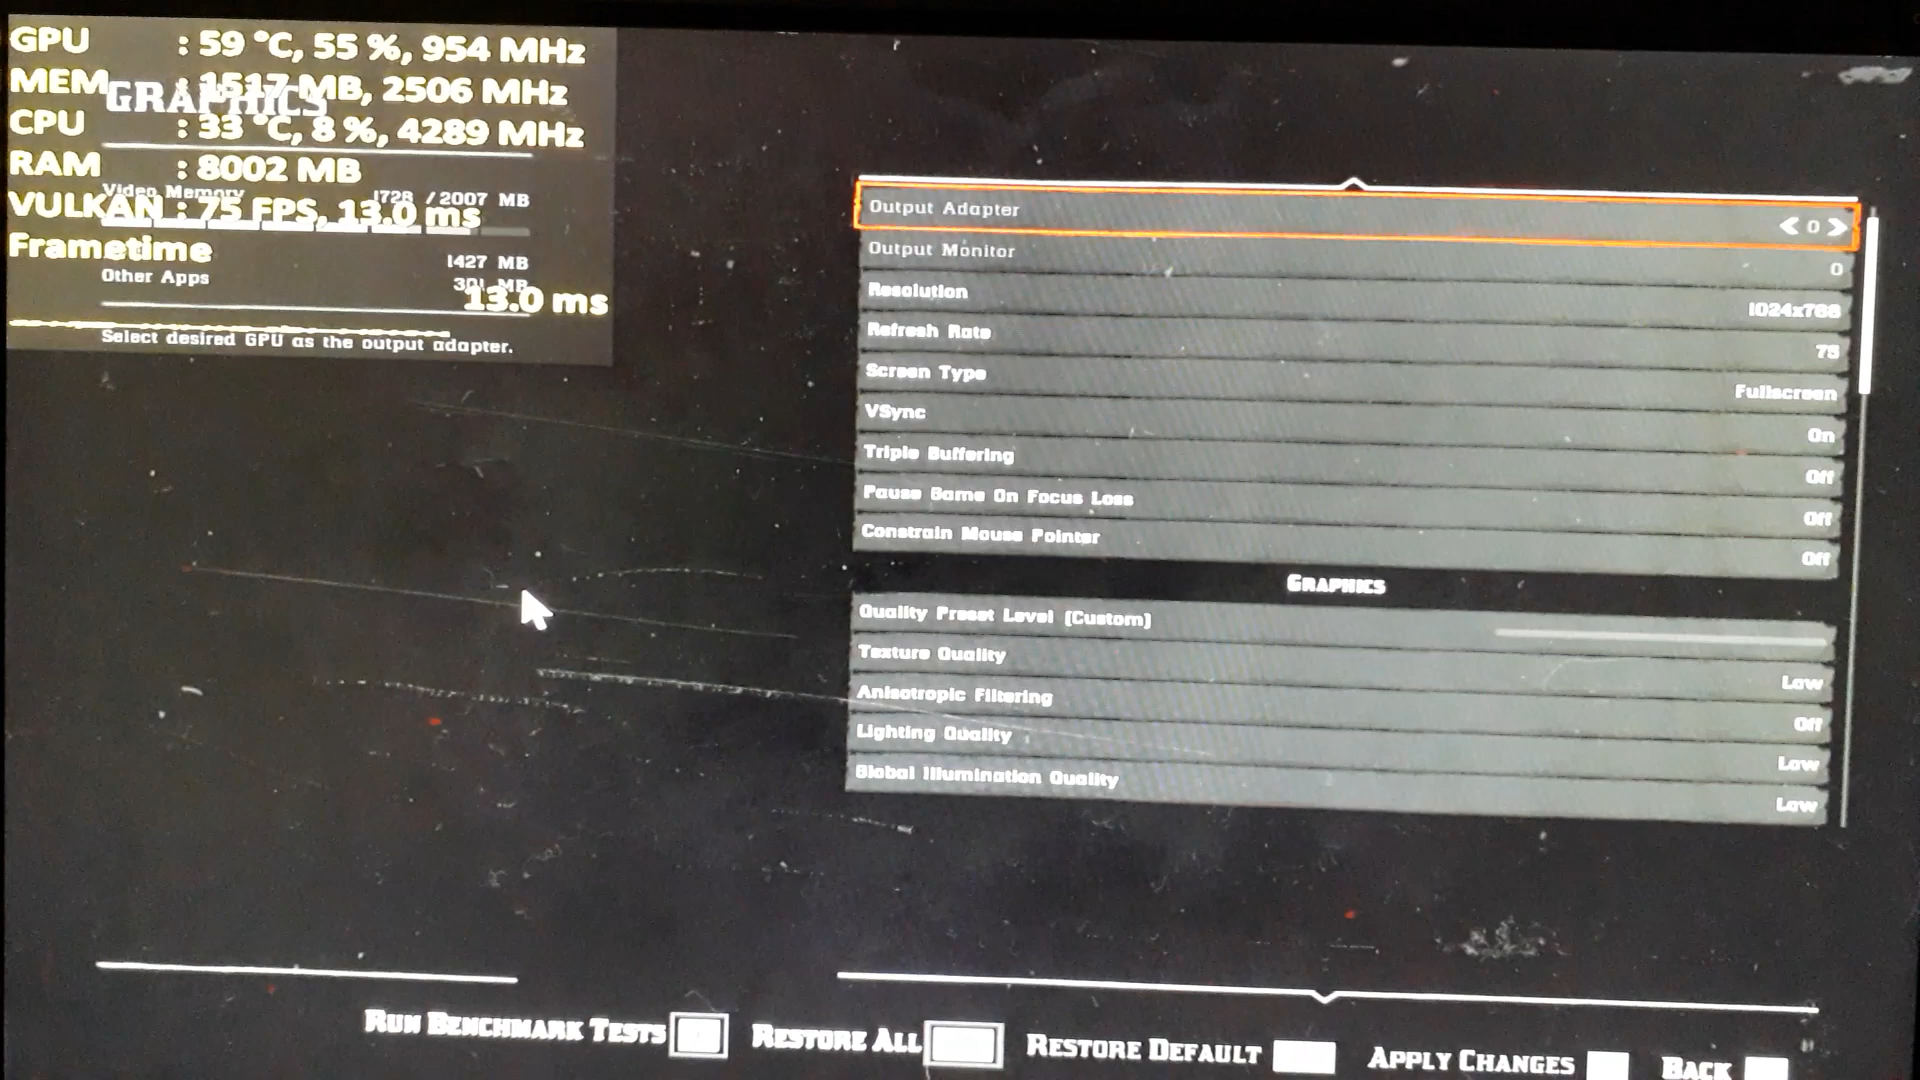 GPU : 59 °C, 55 %, 954 MHz
MEM : 1517 MB, 2506 MHz
GRAPHICS
CPU : 33 °C, 8 %, 4289 MHz
RAM : 8002 MB
Video Memory 1728 / 2007 MB
VULKAN : 75 FPS, 13.0 ms
Frametime
1427 MB
Other Apps 301 MB
13.0 ms
Select desired GPU as the output adapter.
Output Adapter 0
Output Monitor 0
Resolution 1024x768
Refresh Rate 75
Screen Type Fullscreen
VSync On
Triple Buffering Off
Pause Game On Focus Loss Off
Constrain Mouse Pointer Off
GRAPHICS
Quality Preset Level (Custom)
Texture Quality Low
Anisotropic Filtering Off
Lighting Quality Low
Global Illumination Quality Low
RUN BENCHMARK TESTS RESTORE ALL RESTORE DEFAULT APPLY CHANGES BACK